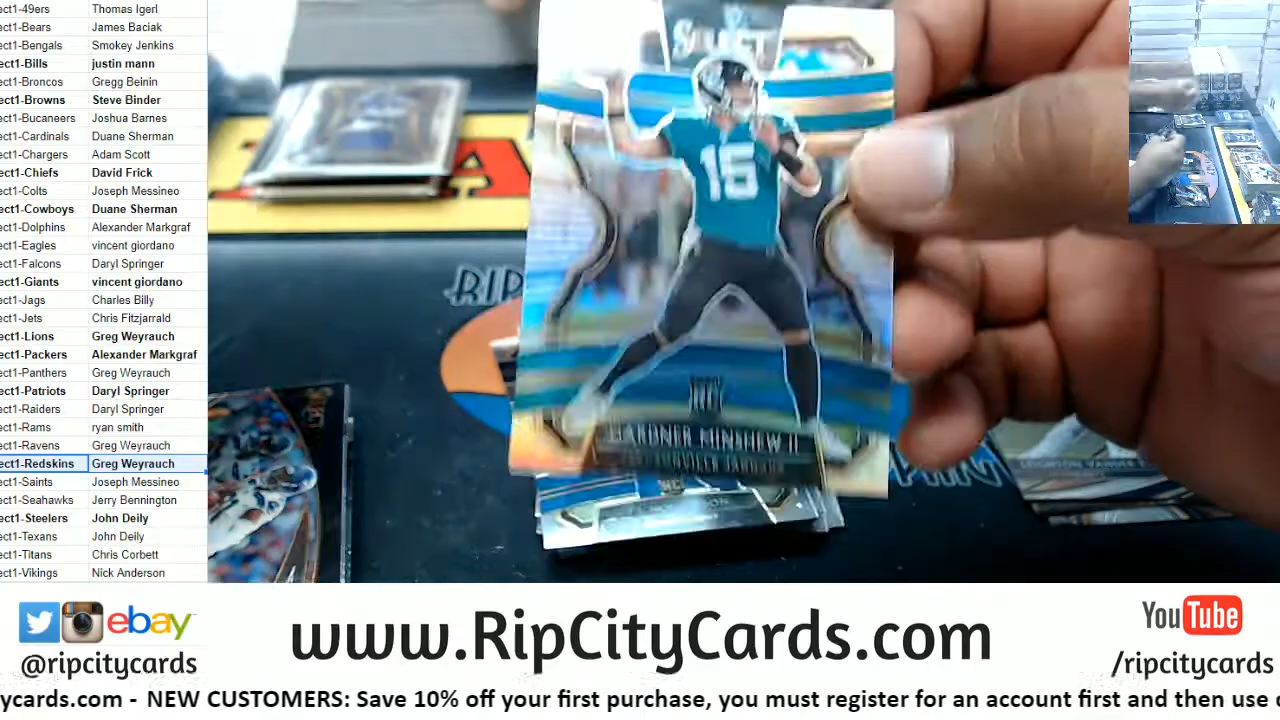 ect1-49ers Thomas Igerl
ect1-Bears James Baciak
ect1-Bengals Smokey Jenkins
ect1-Bills justin mann
ect1-Broncos Gregg Beinin
ect1-Browns Steve Binder
ect1-Bucaneers Joshua Barnes
ect1-Cardinals Duane Sherman
ect1-Chargers Adam Scott
ect1-Chiefs David Frick
ect1-Colts Joseph Messineo
ect1-Cowboys Duane Sherman
ect1-Dolphins Alexander Markgraf
ect1-Eagles vincent giordano
ect1-Falcons Daryl Springer
ect1-Giants vincent giordano
ect1-Jags Charles Billy
ect1-Jets Chris Fitzjarrald
ect1-Lions Greg Weyrauch
ect1-Packers Alexander Markgraf
ect1-Panthers Greg Weyrauch
ect1-Patriots Daryl Springer
ect1-Raiders Daryl Springer
ect1-Rams ryan smith
ect1-Ravens Greg Weyrauch
ect1-Redskins Greg Weyrauch
ect1-Saints Joseph Messineo
ect1-Seahawks Jerry Bennington
ect1-Steelers John Deily
ect1-Texans John Deily
ect1-Titans Chris Corbett
ect1-Vikings Nick Anderson
SELECT
15
RIP
GARDNER MINSHEW II
ebay
@ripcitycards
www.RipCityCards.com
YouTube
/ripcitycards
ycards.com - NEW CUSTOMERS: Save 10% off your first purchase, you must register for an account first and then use